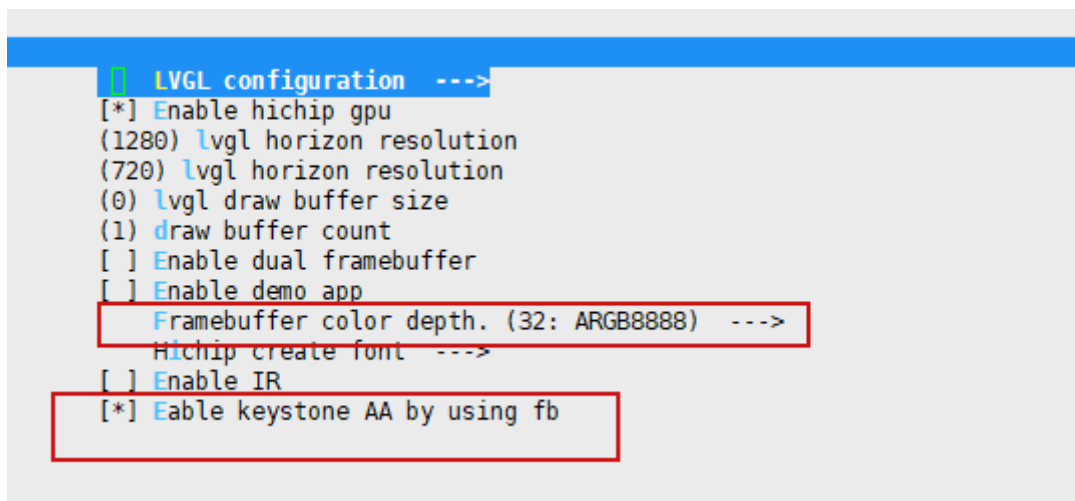 LVGL configuration  --->
[*] Enable hichip gpu
(1280) lvgl horizon resolution
(720) lvgl horizon resolution
(0) lvgl draw buffer size
(1) draw buffer count
[ ] Enable dual framebuffer
[ ] Enable demo app
Framebuffer color depth. (32: ARGB8888)  --->
Hichip create font  --->
[ ] Enable IR
[*] Eable keystone AA by using fb